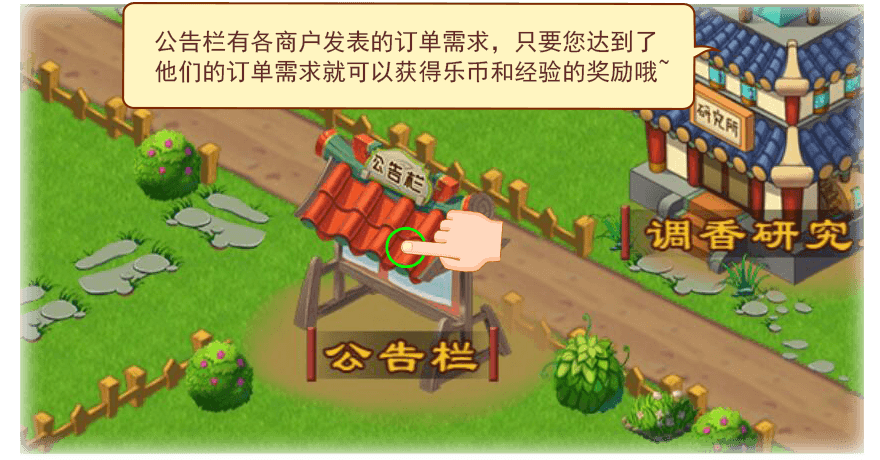 公告栏有各商户发表的订单需求，只要您达到了
他们的订单需求就可以获得乐币和经验的奖励哦~
研究所
公告栏
调香研究
公告栏